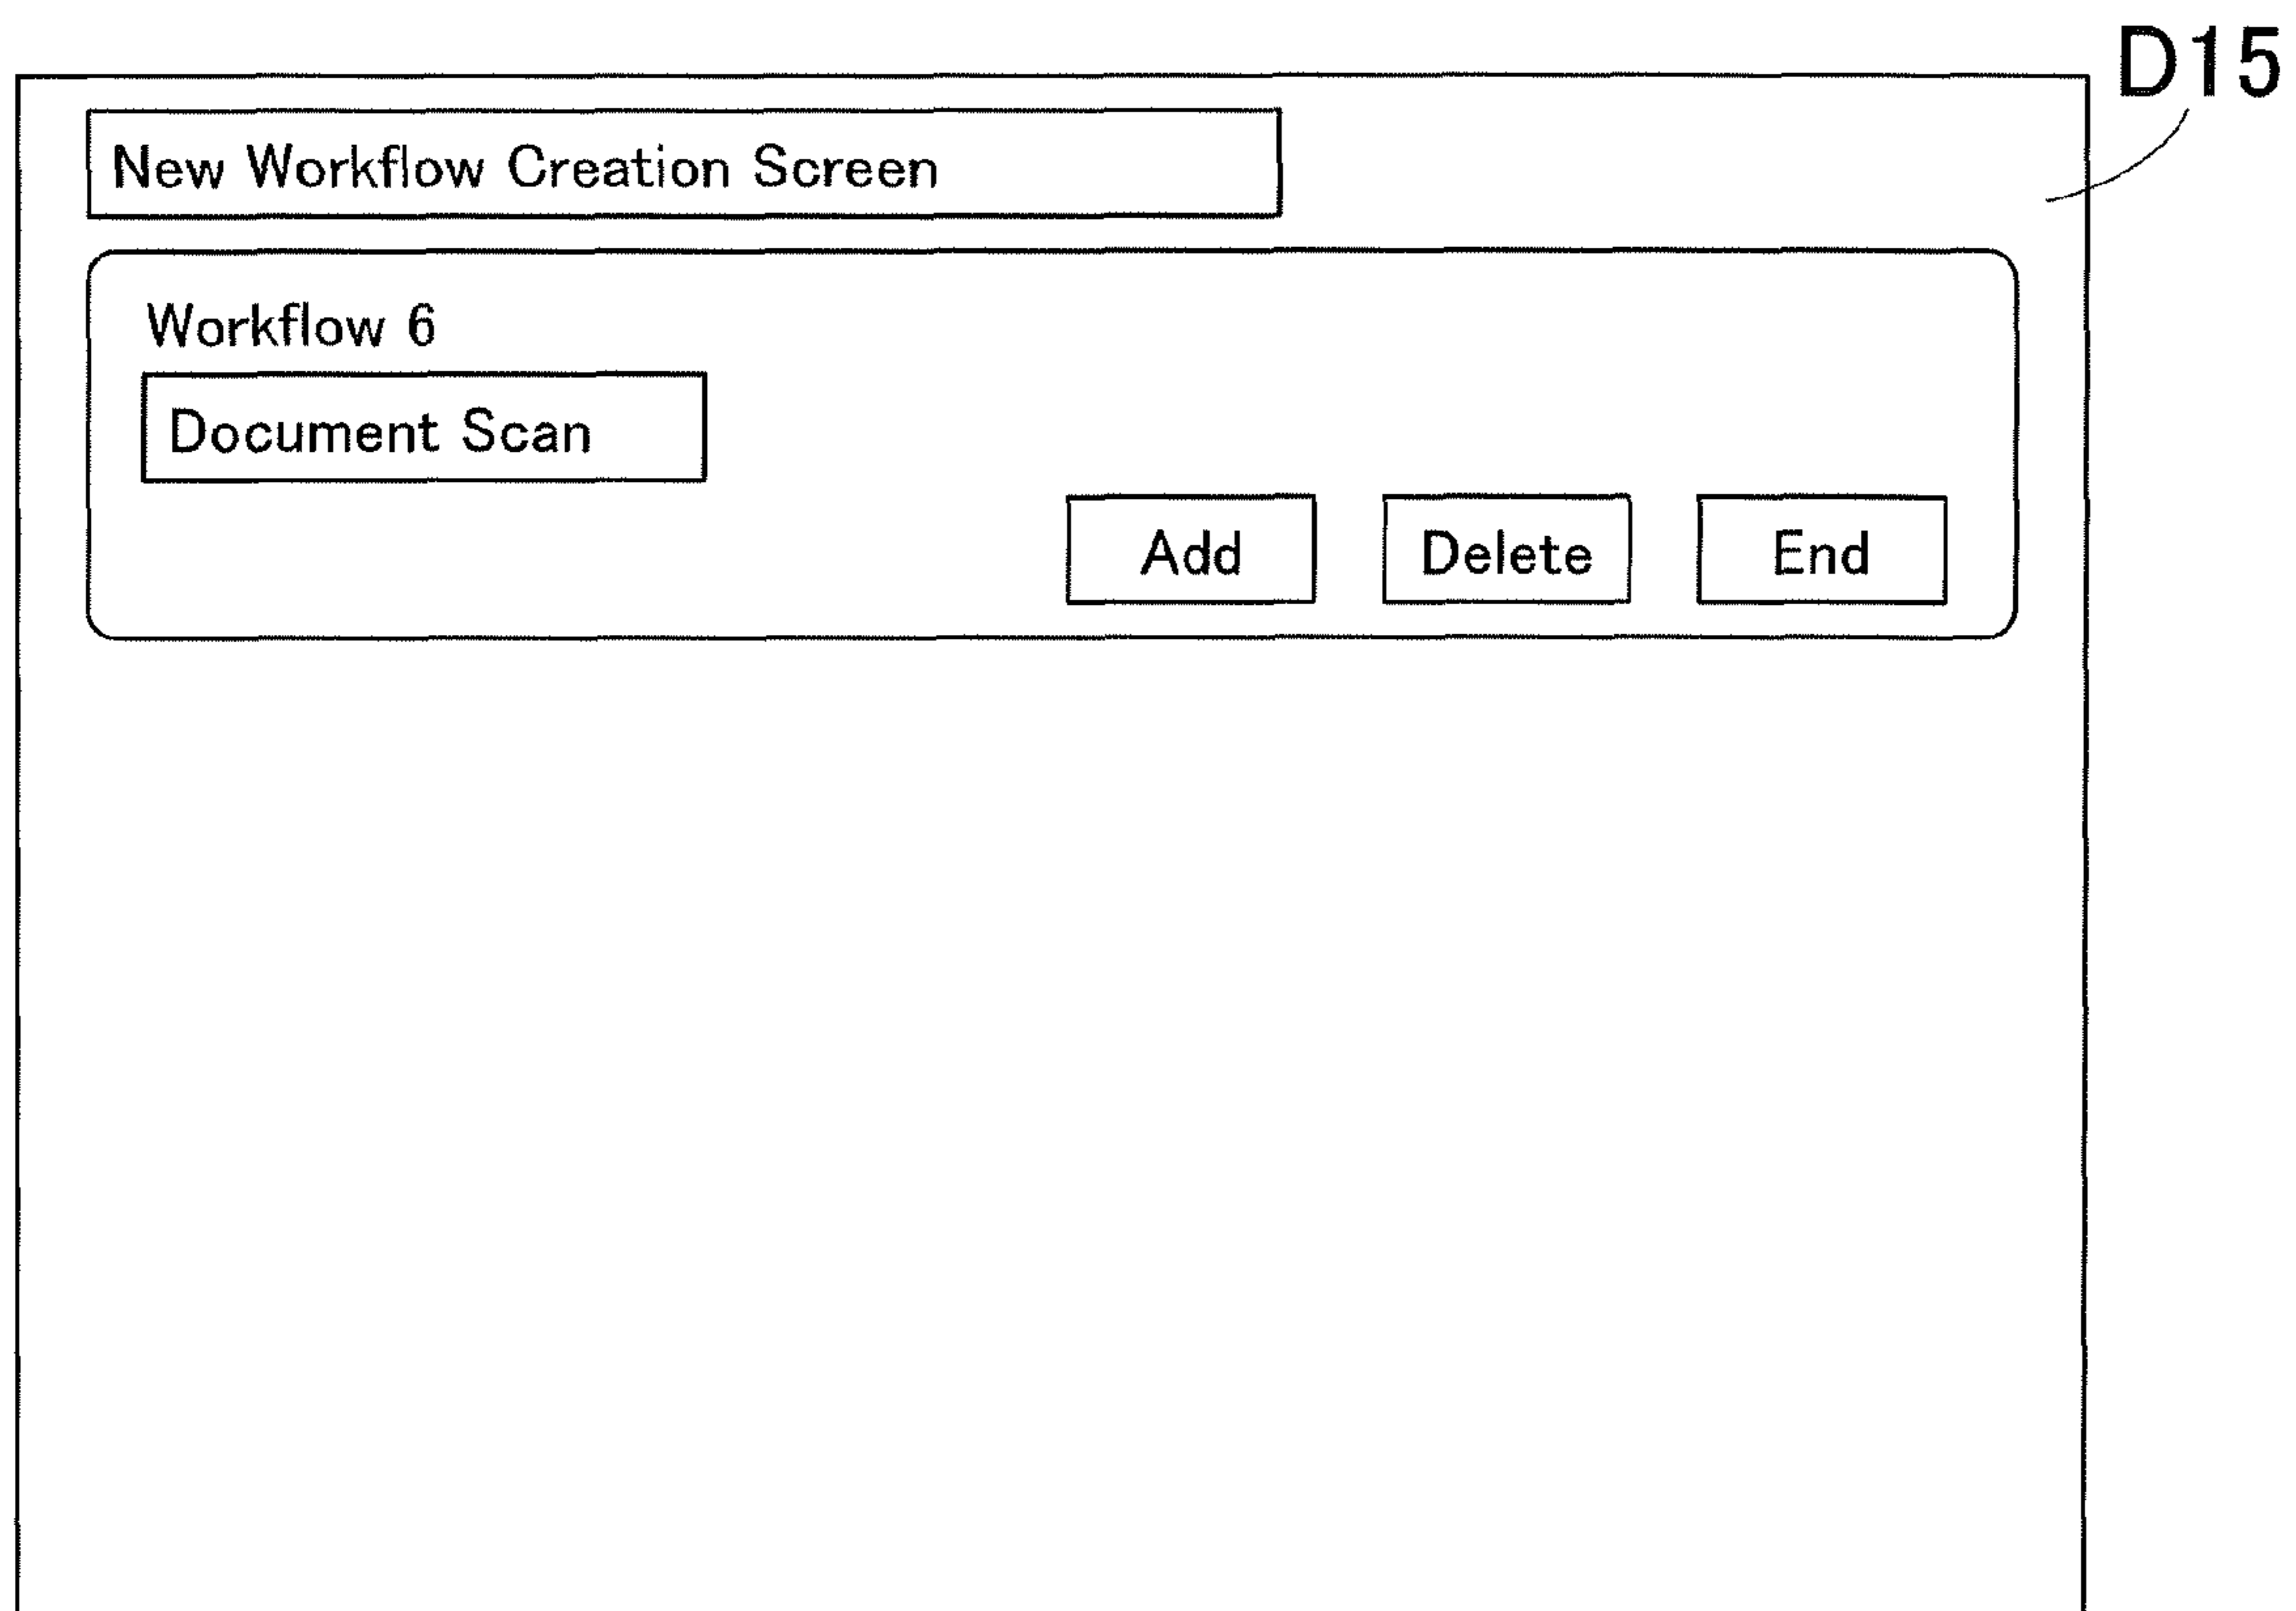 D15
New Workflow Creation Screen
Workflow 6
Document Scan
Add Delete End